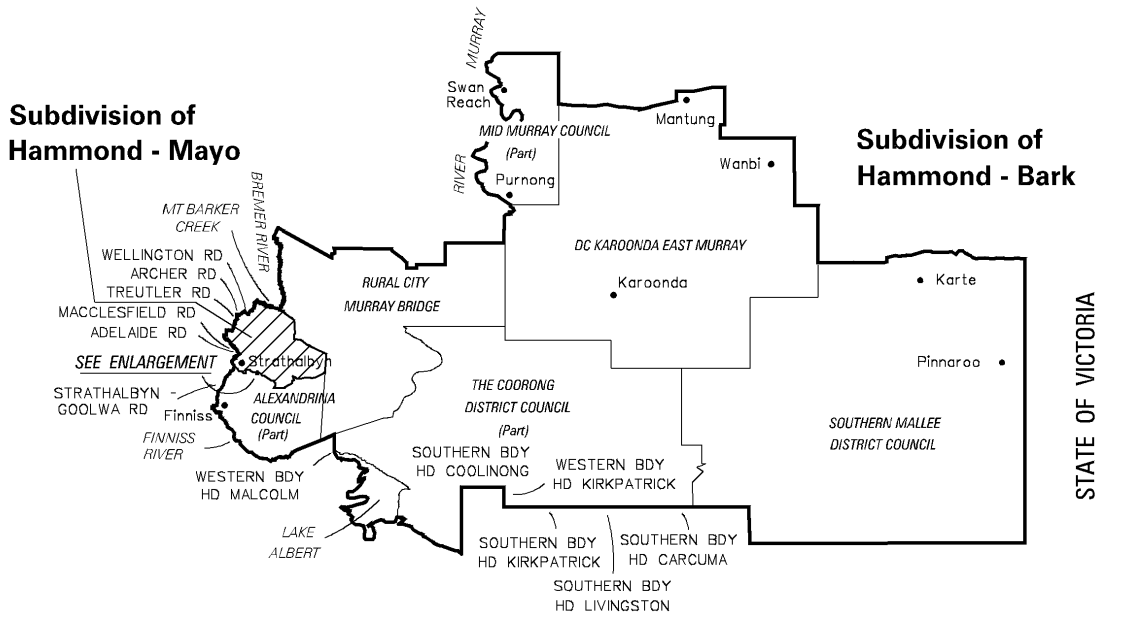 MURRAY
Swan
Reach
Subdivision of
Hammond - Mayo
MID MURRAY COUNCIL
(Part)
Mantung
Subdivision of
Hammond - Bark
Wanbi
RIVER
Purnong
BREMER RIVER
MT BARKER
CREEK
DC KAROONDA EAST MURRAY
WELLINGTON RD
ARCHER RD
TREUTLER RD
MACCLESFIELD RD
ADELAIDE RD
RURAL CITY
MURRAY BRIDGE
Karoonda
Karte
SEE ENLARGEMENT
Strathalbyn
Pinnaroo
STATE OF VICTORIA
STRATHALBYN -
GOOLWA RD
Finniss
ALEXANDRINA
COUNCIL
(Part)
THE COORONG
DISTRICT COUNCIL
(Part)
SOUTHERN MALLEE
DISTRICT COUNCIL
FINNISS
RIVER
WESTERN BDY
HD MALCOLM
SOUTHERN BDY
HD COOLINONG
WESTERN BDY
HD KIRKPATRICK
LAKE
ALBERT
SOUTHERN BDY
HD KIRKPATRICK
SOUTHERN BDY
HD CARCUMA
SOUTHERN BDY
HD LIVINGSTON